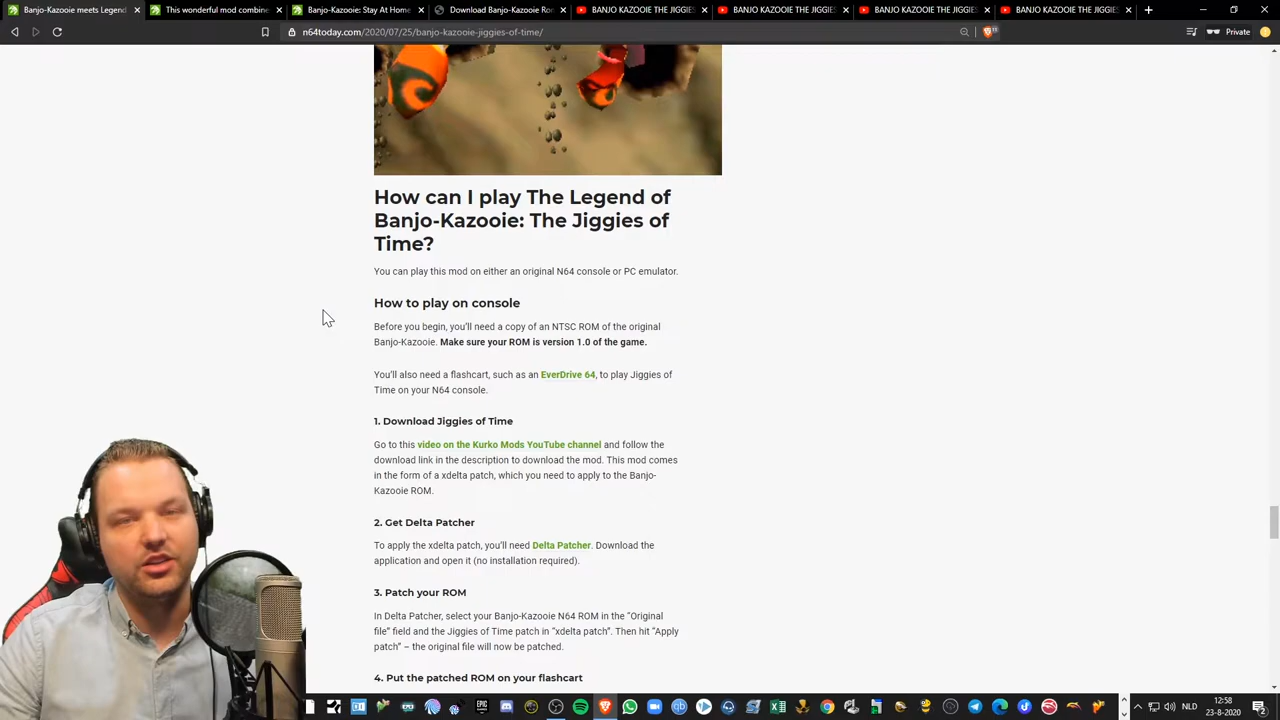 Banjo-Kazooie meets Legend
This wonderful mod combine
Banjo-Kazooie: Stay At Home
Download Banjo-Kazooie Ro
BANJO KAZOOIE THE JIGGIES
BANJO KAZOOIE THE JIGGIES
BANJO KAZOOIE THE JIGGIES
BANJO KAZOOIE THE JIGGIES
n64today.com/2020/07/25/banjo-kazooie-jiggies-of-time/
Private
How can I play The Legend of
Banjo-Kazooie: The Jiggies of
Time?
You can play this mod on either an original N64 console or PC emulator.
How to play on console
Before you begin, you'll need a copy of an NTSC ROM of the original
Banjo-Kazooie. Make sure your ROM is version 1.0 of the game.
You'll also need a flashcart, such as an EverDrive 64, to play Jiggies of
Time on your N64 console.
1. Download Jiggies of Time
Go to this video on the Kurko Mods YouTube channel and follow the
download link in the description to download the mod. This mod comes
in the form of a xdelta patch, which you need to apply to the Banjo-
Kazooie ROM.
2. Get Delta Patcher
To apply the xdelta patch, you'll need Delta Patcher. Download the
application and open it (no installation required).
3. Patch your ROM
In Delta Patcher, select your Banjo-Kazooie N64 ROM in the “Original
file” field and the Jiggies of Time patch in “xdelta patch”. Then hit “Apply
patch” – the original file will now be patched.
4. Put the patched ROM on your flashcart
NLD
12:58
23-8-2020